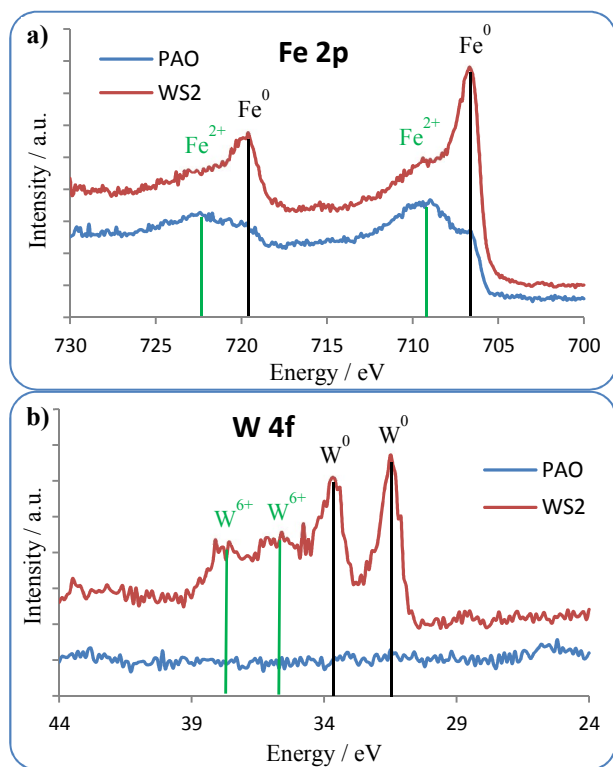 a)
Fe 2p
PAO
WS2
Fe⁰
Fe⁰
Fe²⁺
Fe²⁺
Intensity / a.u.
730 725 720 715 710 705 700
Energy / eV
b)
W 4f
W⁰
W⁰
PAO
WS2
W⁶⁺
W⁶⁺
Intensity / a.u.
44 39 34 29 24
Energy / eV